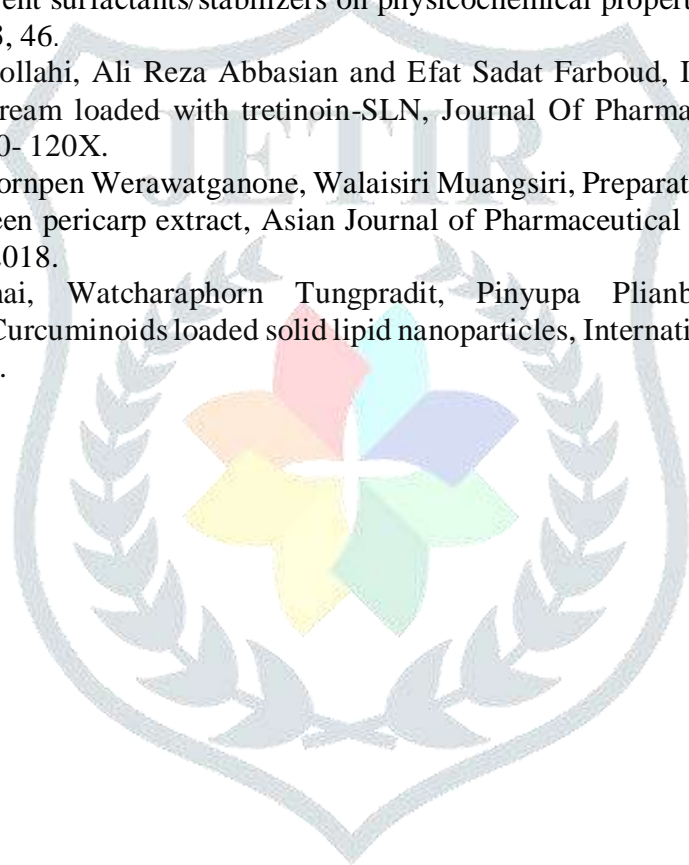 ent surfactants/stabilizers on physicochemical propert
3, 46.
ollahi, Ali Reza Abbasian and Efat Sadat Farboud,
ream loaded with tretinoin-SLN, Journal Of Pharma
JETIR
0- 120X.
ornpen Werawatganone, Walaisiri Muangsiri, Preparat
een pericarp extract, Asian Journal of Pharmaceutical
2018.
nai, Watcharaphorn Tungpradit, Pinyupa Plianb
Curcuminoids loaded solid lipid nanoparticles, Internati
.